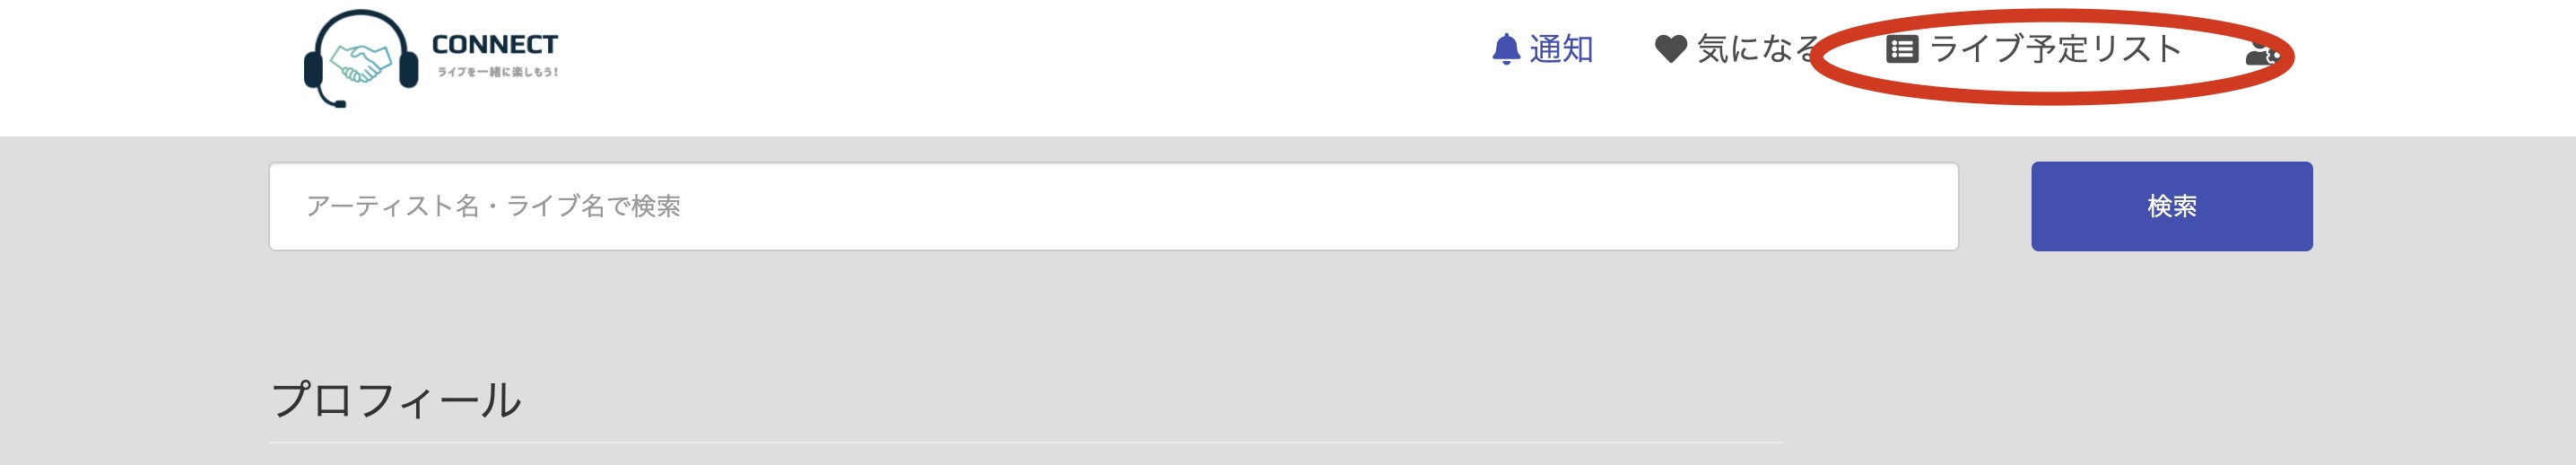 CONNECT
ライブを一緒に楽しもう!
通知 気になる ライブ予定リスト
アーティスト名・ライブ名で検索 検索
プロフィール